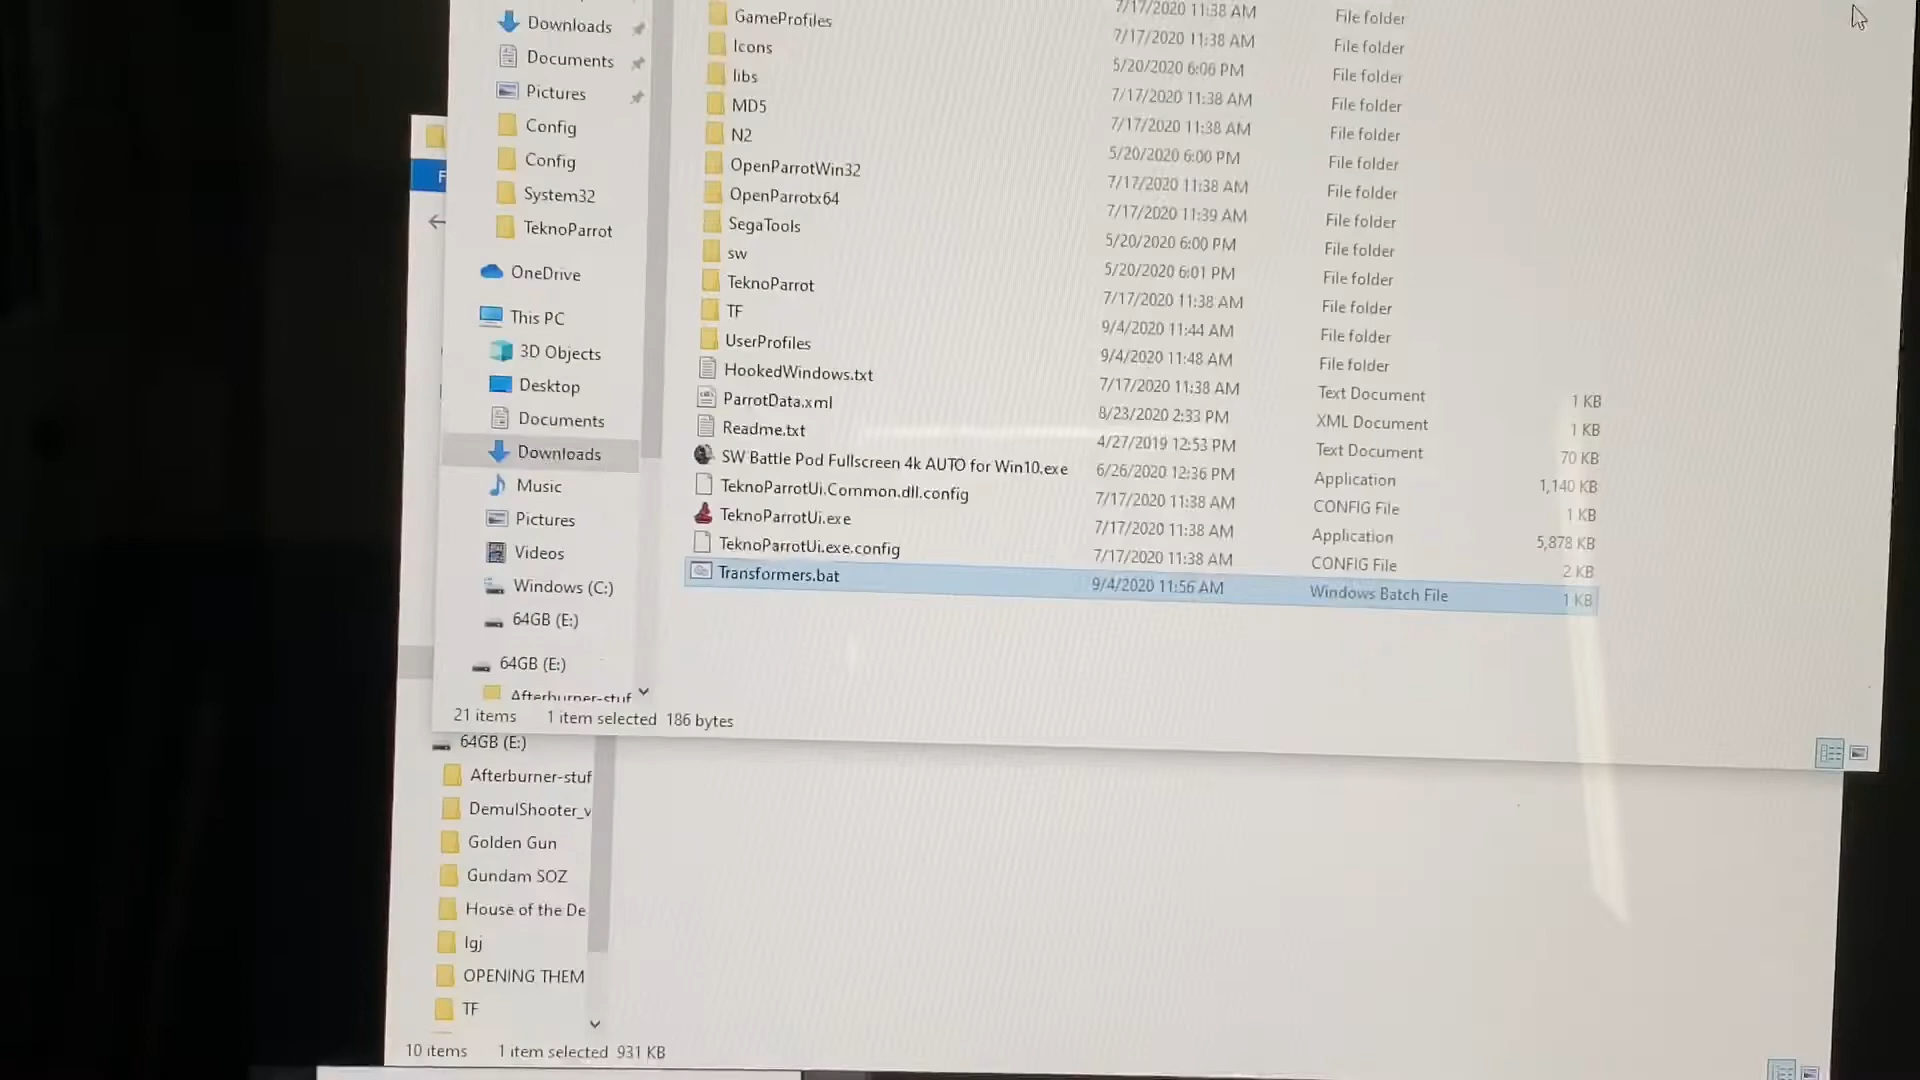 Downloads
Documents
Pictures
Config
Config
System32
TeknoParrot
OneDrive
This PC
3D Objects
Desktop
Documents
Downloads
Music
Pictures
Videos
Windows (C:)
64GB (E:)
64GB (E:)
Afterburner-stuf
GameProfiles 7/17/2020 11:38 AM File folder
Icons 7/17/2020 11:38 AM File folder
libs 5/20/2020 6:06 PM File folder
MD5 7/17/2020 11:38 AM File folder
N2 7/17/2020 11:38 AM File folder
OpenParrotWin32 5/20/2020 6:00 PM File folder
OpenParrotx64 7/17/2020 11:38 AM File folder
SegaTools 7/17/2020 11:39 AM File folder
sw 5/20/2020 6:00 PM File folder
TeknoParrot 5/20/2020 6:01 PM File folder
TF 7/17/2020 11:38 AM File folder
UserProfiles 9/4/2020 11:44 AM File folder
HookedWindows.txt 9/4/2020 11:48 AM File folder
ParrotData.xml 7/17/2020 11:38 AM Text Document 1 KB
Readme.txt 8/23/2020 2:33 PM XML Document 1 KB
SW Battle Pod Fullscreen 4k AUTO for Win10.exe 4/27/2019 12:53 PM Text Document 70 KB
TeknoParrotUi.Common.dll.config 6/26/2020 12:36 PM Application 1,140 KB
TeknoParrotUi.exe 7/17/2020 11:38 AM CONFIG File 1 KB
TeknoParrotUi.exe.config 7/17/2020 11:38 AM Application 5,878 KB
7/17/2020 11:38 AM CONFIG File 2 KB
Transformers.bat 9/4/2020 11:56 AM Windows Batch File 1 KB
21 items 1 item selected 186 bytes
64GB (E:)
Afterburner-stuf
DemulShooter_v
Golden Gun
Gundam SOZ
House of the De
lgj
OPENING THEM
TF
10 items 1 item selected 931 KB